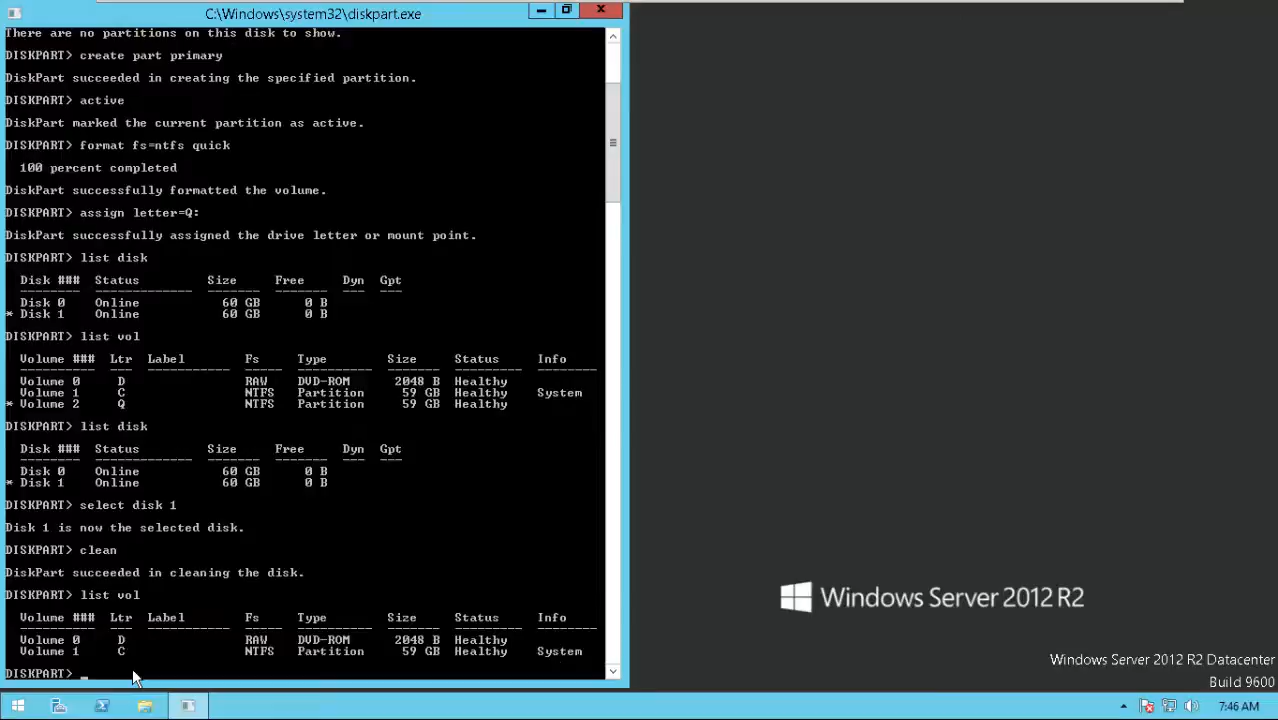 C:\Windows\system32\diskpart.exe
There are no partitions on this disk to show.
DISKPART> create part primary
DiskPart succeeded in creating the specified partition.
DISKPART> active
DiskPart marked the current partition as active.
DISKPART> format fs=ntfs quick
100 percent completed
DiskPart successfully formatted the volume.
DISKPART> assign letter=Q:
DiskPart successfully assigned the drive letter or mount point.
DISKPART> list disk
Disk ### Status Size Free Dyn Gpt
-------- ------------- ------- ------- --- ---
Disk 0 Online 60 GB 0 B
* Disk 1 Online 60 GB 0 B
DISKPART> list vol
Volume ### Ltr Label Fs Type Size Status Info
---------- --- ----------- ----- ---------- ------- --------- --------
Volume 0 D RAW DVD-ROM 2048 B Healthy
Volume 1 C NTFS Partition 59 GB Healthy System
* Volume 2 Q NTFS Partition 59 GB Healthy
DISKPART> list disk
Disk ### Status Size Free Dyn Gpt
-------- ------------- ------- ------- --- ---
Disk 0 Online 60 GB 0 B
* Disk 1 Online 60 GB 0 B
DISKPART> select disk 1
Disk 1 is now the selected disk.
DISKPART> clean
DiskPart succeeded in cleaning the disk.
DISKPART> list vol
Volume ### Ltr Label Fs Type Size Status Info
---------- --- ----------- ----- ---------- ------- --------- --------
Volume 0 D RAW DVD-ROM 2048 B Healthy
Volume 1 C NTFS Partition 59 GB Healthy System
DISKPART> _
Windows Server 2012 R2
Windows Server 2012 R2 Datacenter
Build 9600
7:46 AM